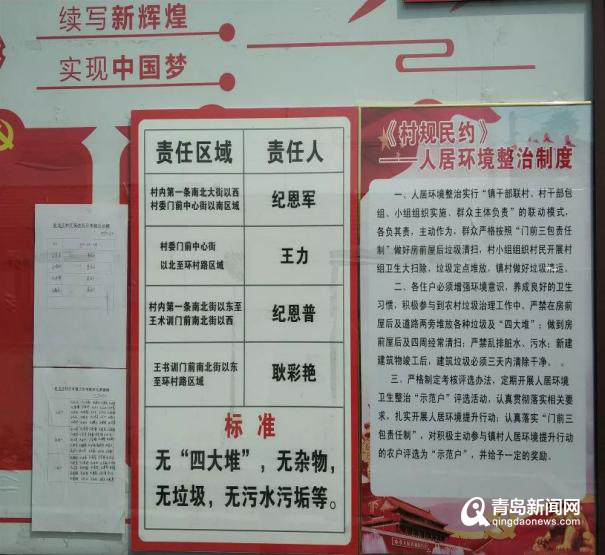 续写新辉煌
实现中国梦
责任区域 责任人
村内第一条南北大街以西
村委门前中心街以南区域
纪恩军
村委门前中心街
以北至环村路区域
王力
村内第一条南北街以东至
王术训门前南北街以西
纪恩普
王书训门前南北街以东
至环村路区域
耿彩艳
标准
无“四大堆”，无杂物，
无垃圾，无污水污垢等。
《村规民约》
——人居环境整治制度
一、人居环境整治实行“镇干部联村、村干部包
组、小组组织实施、群众主体负责”的联动模式，
各负其责，主动作为，群众严格按照“门前三包责任
制”做好房前屋后垃圾清扫，村小组组织村民开展村
组卫生大扫除，垃圾定点堆放，镇村做好垃圾清运。
二、各住户必须增强环境意识，养成良好的卫生
习惯，积极参与到农村垃圾治理工作中，严禁在房前
屋后及道路两旁堆放各种垃圾及“四大堆”；做到房
前屋后及四周经常清扫；严禁乱排脏水、污水；新建
建筑物竣工后，建筑垃圾必须三天内清除干净。
三、严格制定考核评选办法，定期开展人居环境
卫生整治“示范户”评选活动，认真贯彻落实相关要
求。扎实开展人居环境提升行动；认真落实“门前三
包责任制”，对积极主动参与镇村人居环境提升行动
的农户评选为“示范户”，并给予一定的奖励。
青岛新闻网
qingdaonews.com